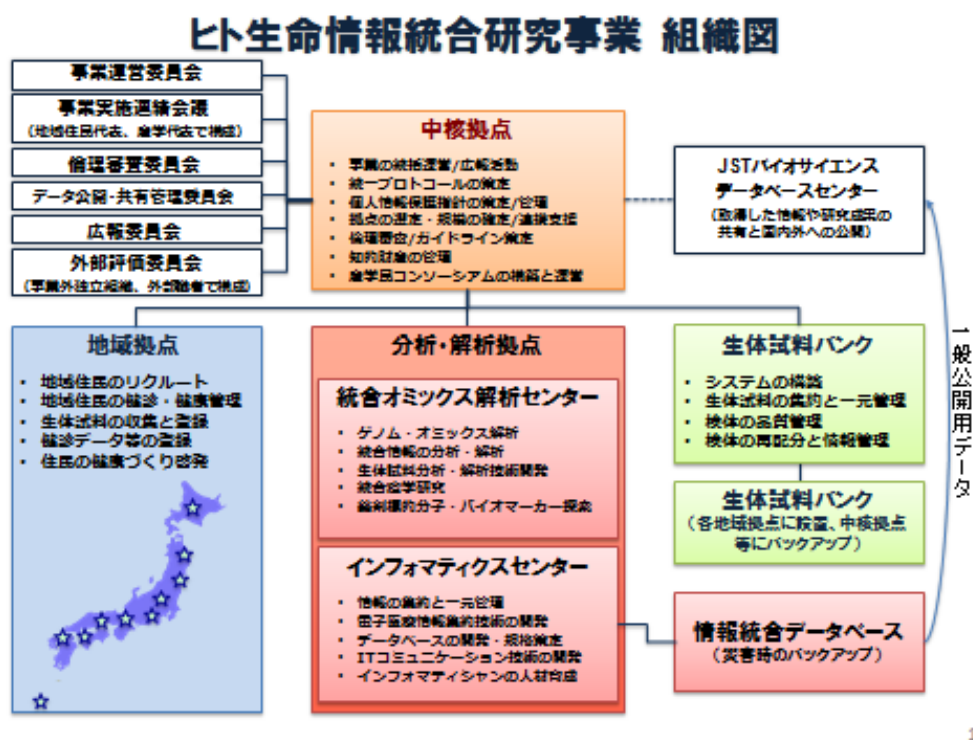 ヒト生命情報統合研究事業 組織図
事業運営委員会
事業実施連絡会議
(地域住民代表、産学代表で構成)
倫理審査委員会
データ公開・共有管理委員会
広報委員会
外部評価委員会
(事業外独立組織、外部識者で構成)
中核拠点
・ 事業の統括運営/広報活動
・ 統一プロトコールの策定
・ 個人情報保護指針の策定/管理
・ 拠点の選定・規模の確定/連携支援
・ 倫理審査/ガイドライン策定
・ 知的財産の管理
・ 産学民コンソーシアムの構築と運営
JSTバイオサイエンス
データベースセンター
(取得した情報や研究成果の
共有と国内外への公開)
地域拠点
・ 地域住民のリクルート
・ 地域住民の健診・健康管理
・ 生体試料の収集と登録
・ 健診データ等の登録
・ 住民の健康づくり啓発
分析・解析拠点
統合オミックス解析センター
・ ゲノム・オミックス解析
・ 統合情報の分析・解析
・ 生体試料分析・解析技術開発
・ 統合疫学研究
・ 薬剤標的分子・バイオマーカー探索
インフォマティクスセンター
・ 情報の集約と一元管理
・ 電子医療情報集約技術の開発
・ データベースの開発・規格策定
・ ITコミュニケーション技術の開発
・ インフォマティシャンの人材育成
生体試料バンク
・ システムの構築
・ 生体試料の集約と一元管理
・ 検体の品質管理
・ 検体の再配分と情報管理
生体試料バンク
(各地域拠点に設置、中核拠点
等にバックアップ)
情報統合データベース
(災害時のバックアップ)
一般公開用データ